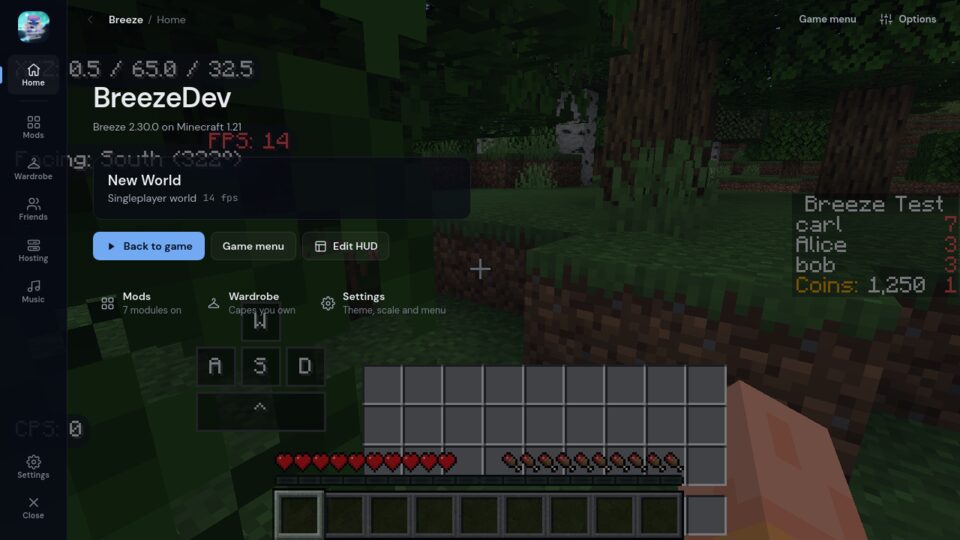 Breeze / Home
Game menu
Options
Home
XYZ: 0.5 / 65.0 / 32.5
BreezeDev
Breeze 2.30.0 on Minecraft 1.21
FPS: 14
Mods
Facing: South (322°)
Wardrobe
New World
Singleplayer world 14 fps
Friends
Breeze Test
carl 7
Alice 3
bob 3
Coins: 1,250 1
Back to game
Game menu
Edit HUD
Hosting
Music
Mods
7 modules on
Wardrobe
Capes you own
Settings
Theme, scale and menu
W
A S D
^
CPS: 0
Settings
Close